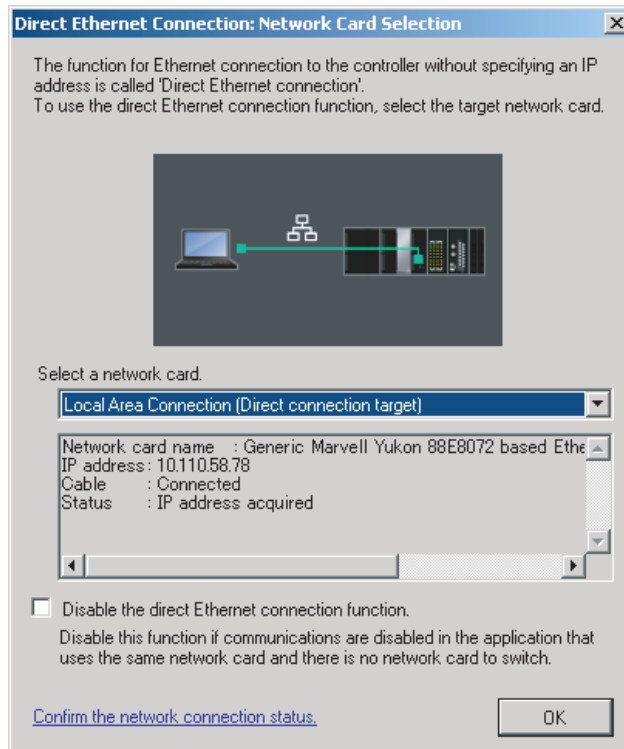 Direct Ethernet Connection: Network Card Selection
The function for Ethernet connection to the controller without specifying an IP
address is called 'Direct Ethernet connection'.
To use the direct Ethernet connection function, select the target network card.
Select a network card.
Local Area Connection (Direct connection target)
Network card name : Generic Marvell Yukon 88E8072 based Ethe
IP address : 10.110.58.78
Cable : Connected
Status : IP address acquired
Disable the direct Ethernet connection function.
Disable this function if communications are disabled in the application that
uses the same network card and there is no network card to switch.
Confirm the network connection status.
OK